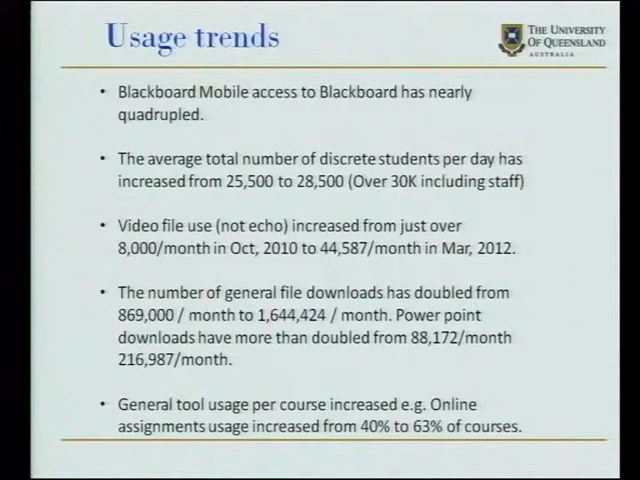 Usage trends
THE UNIVERSITY
OF QUEENSLAND
AUSTRALIA
• Blackboard Mobile access to Blackboard has nearly
quadrupled.
• The average total number of discrete students per day has
increased from 25,500 to 28,500 (Over 30K including staff)
• Video file use (not echo) increased from just over
8,000/month in Oct, 2010 to 44,587/month in Mar, 2012.
• The number of general file downloads has doubled from
869,000 / month to 1,644,424 / month. Power point
downloads have more than doubled from 88,172/month
216,987/month.
• General tool usage per course increased e.g. Online
assignments usage increased from 40% to 63% of courses.